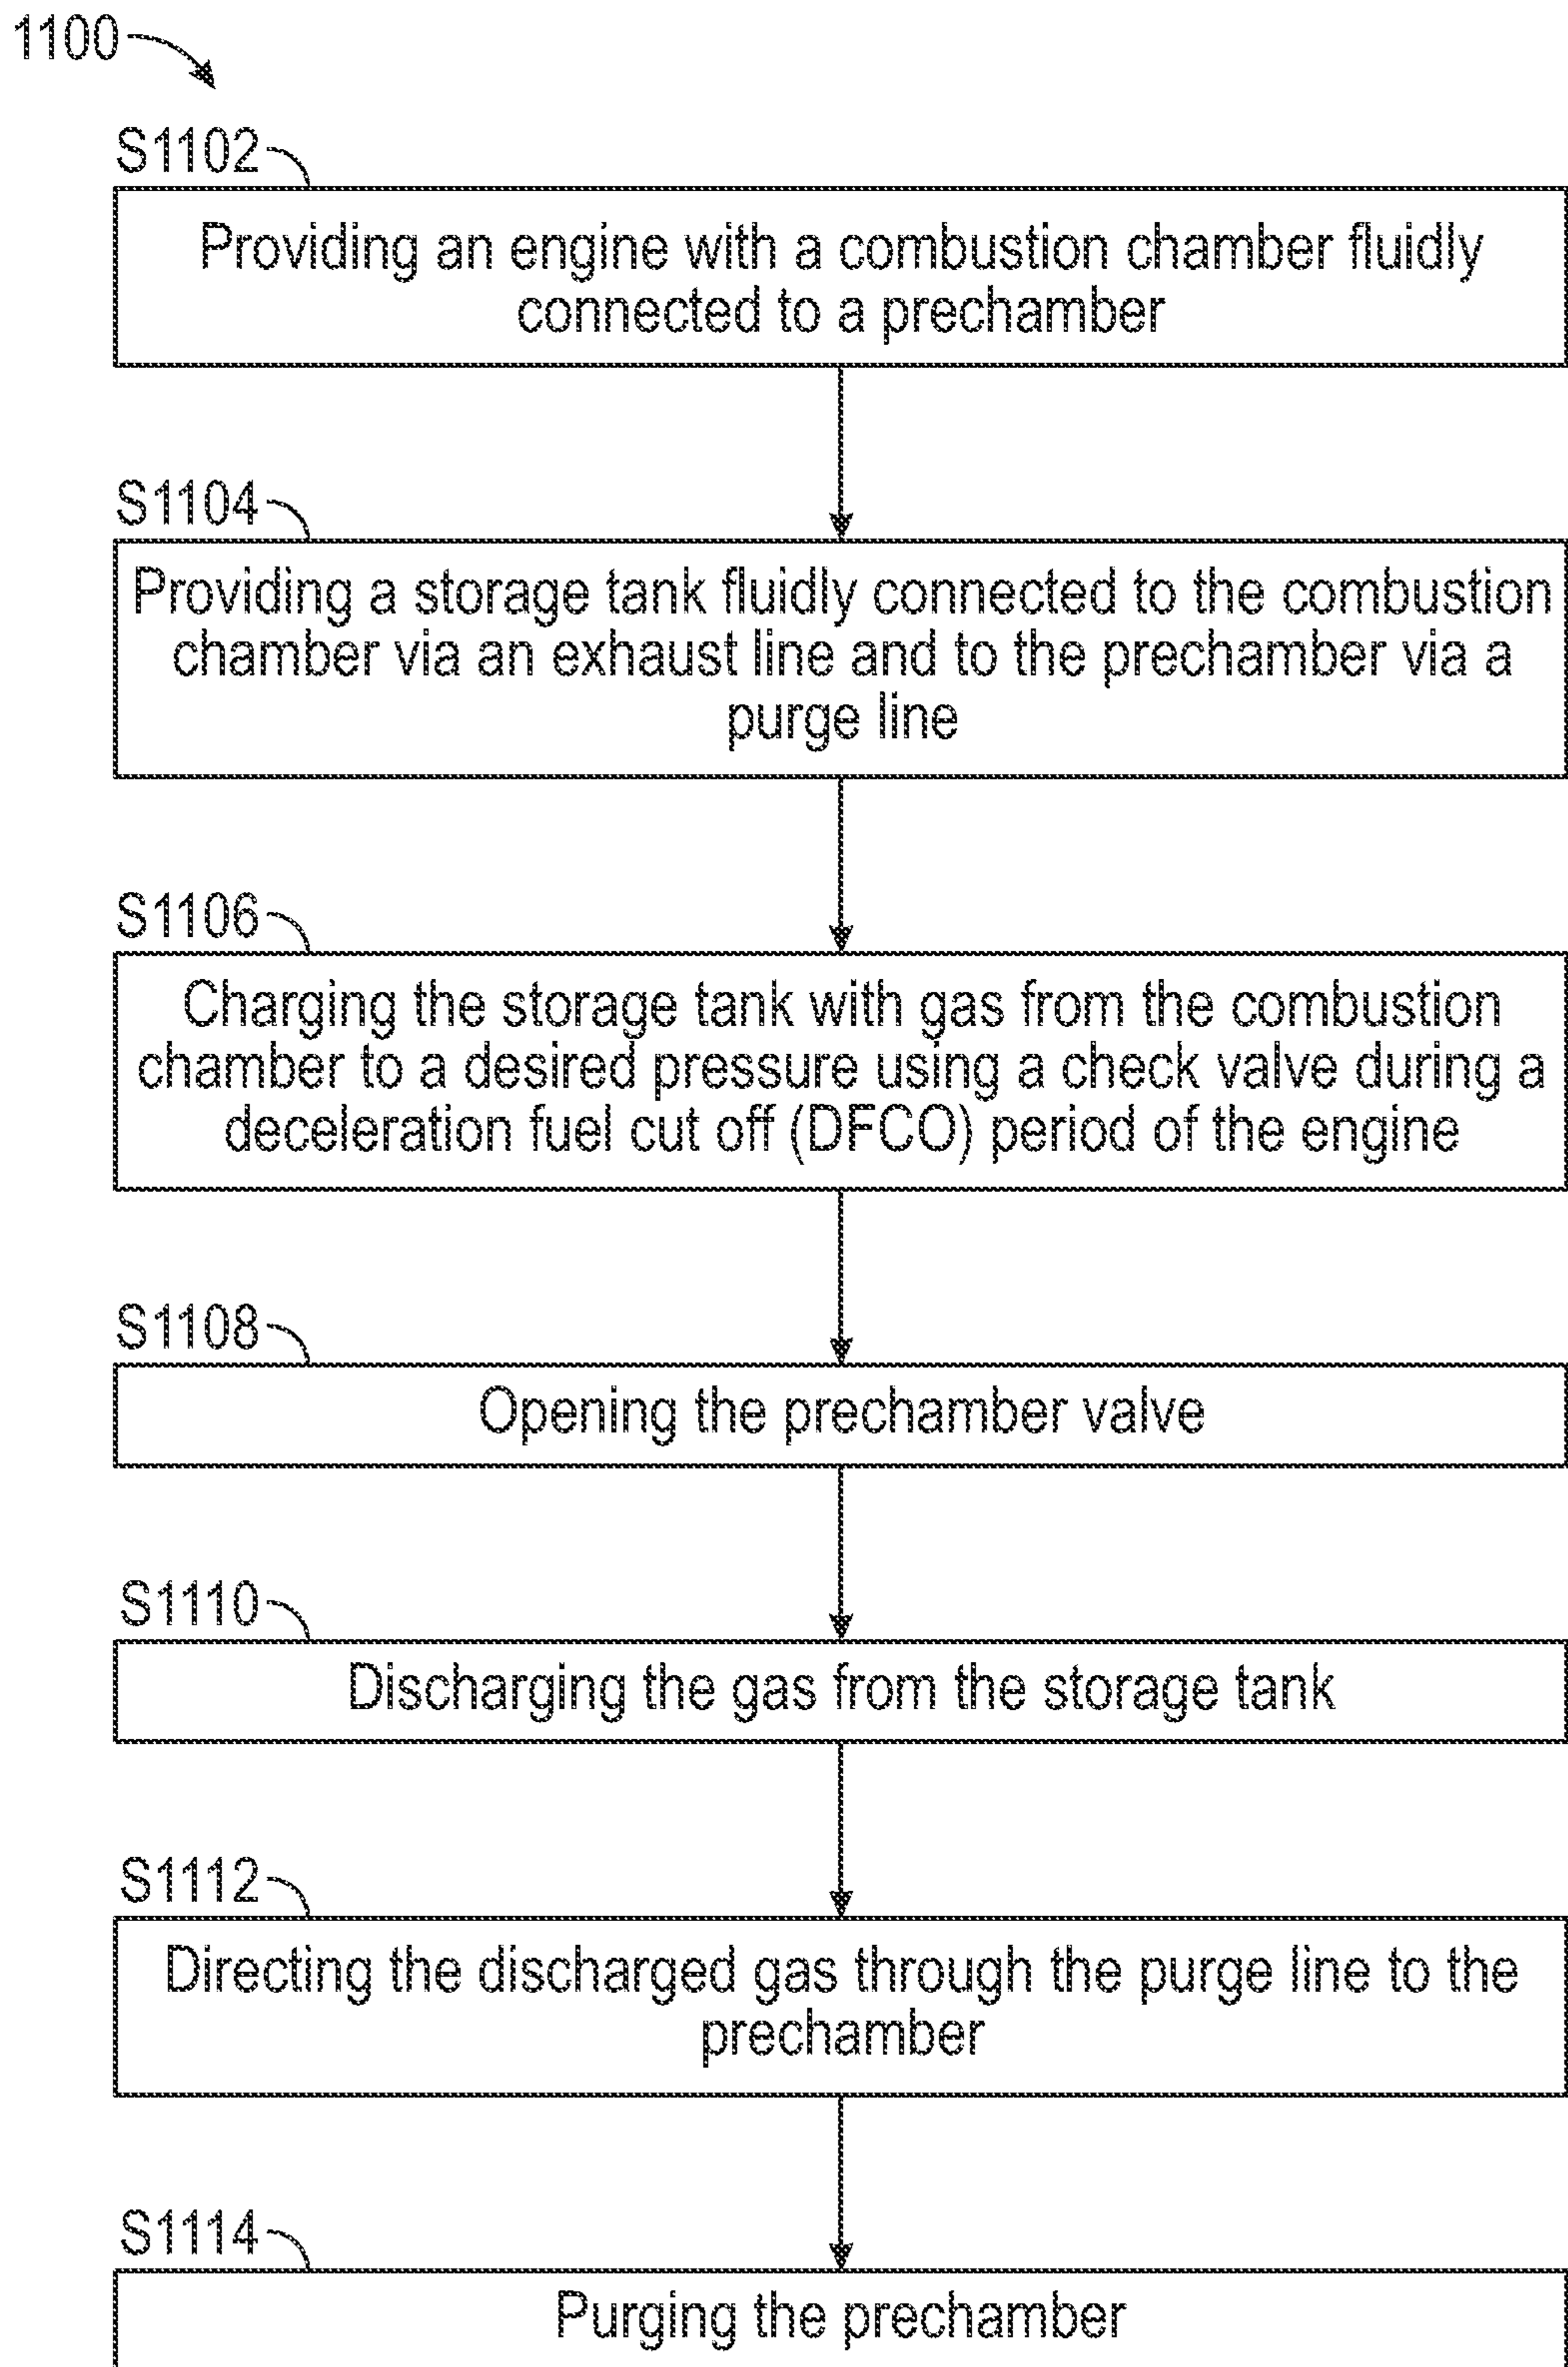 1100
S1102
Providing an engine with a combustion chamber fluidly
connected to a prechamber
S1104
Providing a storage tank fluidly connected to the combustion
chamber via an exhaust line and to the prechamber via a
purge line
S1106
Charging the storage tank with gas from the combustion
chamber to a desired pressure using a check valve during a
deceleration fuel cut off (DFCO) period of the engine
S1108
Opening the prechamber valve
S1110
Discharging the gas from the storage tank
S1112
Directing the discharged gas through the purge line to the
prechamber
S1114
Purging the prechamber